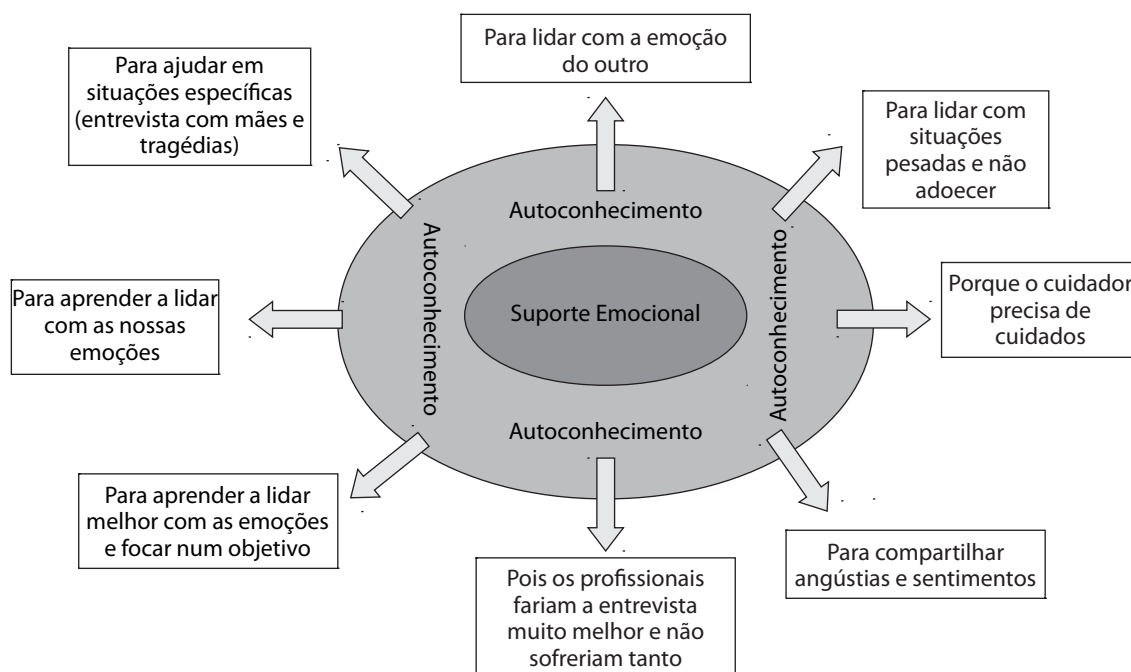 Para lidar com a emoção
do outro
Para ajudar em
situações específicas
(entrevista com mães e
tragédias)
Para lidar com
situações
pesadas e não
adoecer
Autoconhecimento
Autoconhecimento
Autoconhecimento
Suporte Emocional
Para aprender a lidar
com as nossas
emoções
Porque o cuidador
precisa de
cuidados
Autoconhecimento
Para aprender a lidar
melhor com as emoções
e focar num objetivo
Pois os profissionais
fariam a entrevista
muito melhor e não
sofreriam tanto
Para compartilhar
angústias e sentimentos